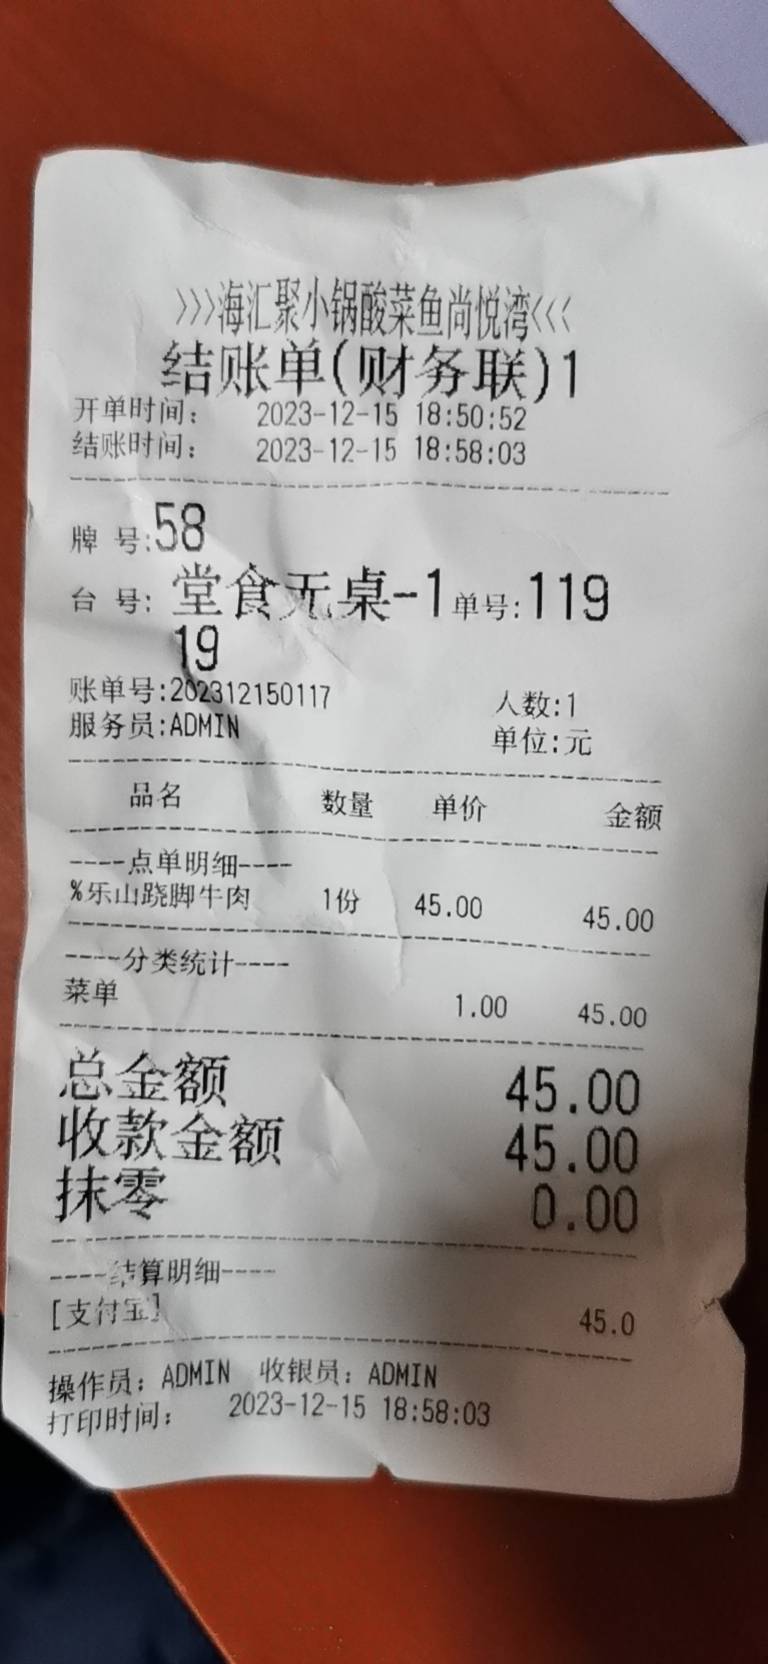 >>>海汇聚小锅酸菜鱼尚悦湾<<<
结账单(财务联)1
开单时间: 2023-12-15 18:50:52
结账时间: 2023-12-15 18:58:03
牌 号:58
台 号: 堂食无桌-1 单号:119
19
账单号:202312150117 人数:1
服务员:ADMIN 单位:元
品名 数量 单价 金额
----点单明细----
%乐山跷脚牛肉 1份 45.00 45.00
----分类统计----
菜单 1.00 45.00
总金额 45.00
收款金额 45.00
抹零 0.00
----结算明细----
[支付宝] 45.0
操作员: ADMIN 收银员: ADMIN
打印时间: 2023-12-15 18:58:03